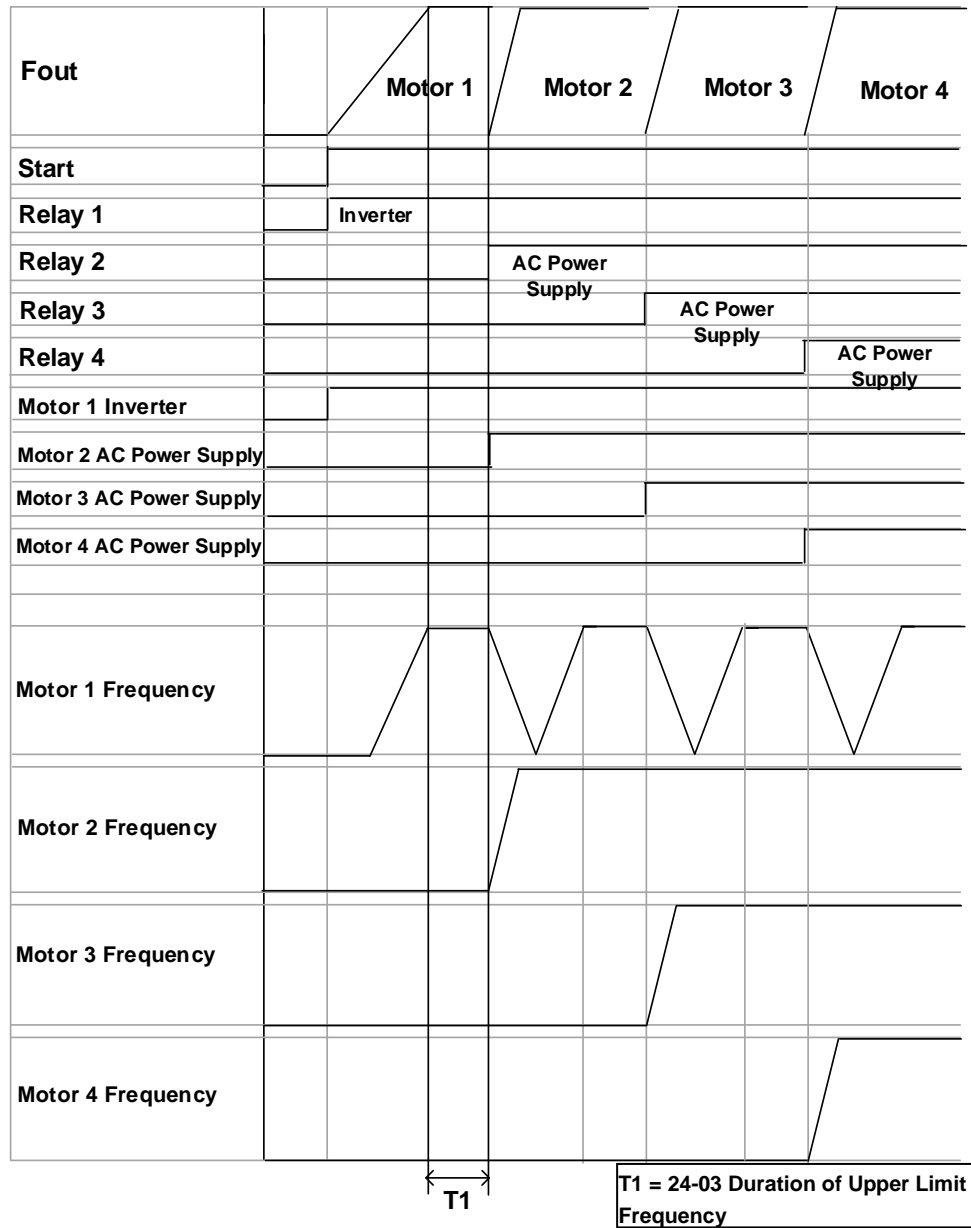 Fout
Motor 1
Motor 2
Motor 3
Motor 4
Start
Relay 1
Inverter
Relay 2
AC Power
Supply
Relay 3
AC Power
Supply
Relay 4
AC Power
Supply
Motor 1 Inverter
Motor 2 AC Power Supply
Motor 3 AC Power Supply
Motor 4 AC Power Supply
Motor 1 Frequency
Motor 2 Frequency
Motor 3 Frequency
Motor 4 Frequency
T1
T1 = 24-03 Duration of Upper Limit
Frequency